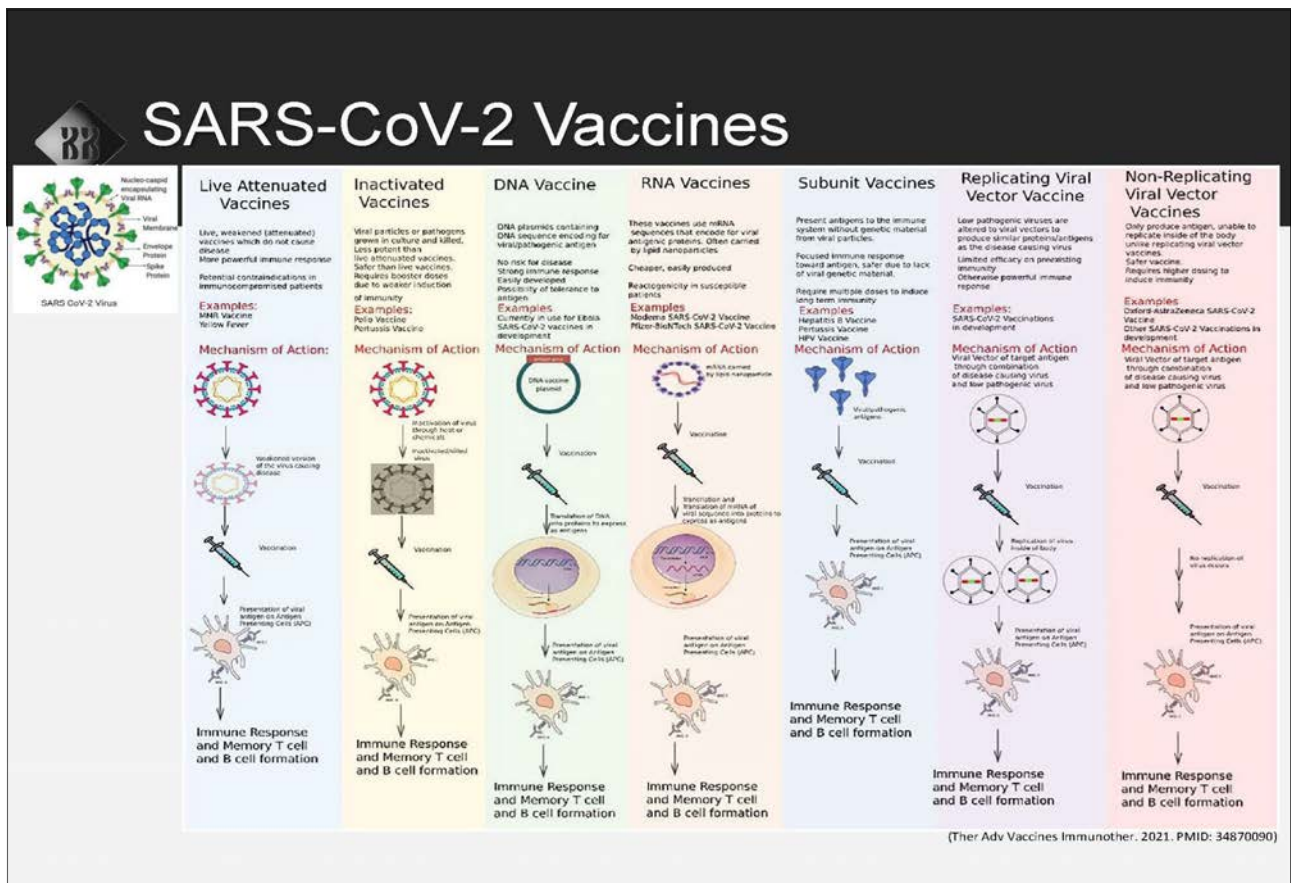 SARS-CoV-2 Vaccines
Nucleo-caspid
encapsulating
Viral RNA
Viral
Membrane
Envelope
Protein
Spike
Protein
SARS CoV-2 Virus
Live Attenuated
Vaccines
Live, weakened (attenuated)
vaccines which do not cause
disease
More powerful immune response
Potential contraindications in
immunocompromised patients
Examples:
MMR Vaccine
Yellow Fever
Mechanism of Action:
Weakened version
of the virus causing
disease
Vaccination
Presentation of viral
antigen on Antigen
Presenting Cells (APC)
Immune Response
and Memory T cell
and B cell formation
Inactivated
Vaccines
Viral particles or pathogens
grown in culture and killed.
Less potent than
live attenuated vaccines.
Safer than live vaccines.
Requires booster doses
due to weaker induction
of immunity
Examples
Polio Vaccine
Pertussis Vaccine
Mechanism of Action
Inactivation of virus
through heat or
chemicals
Inactivated/killed
virus
Vaccination
Presentation of viral
antigen on Antigen
Presenting Cells (APC)
Immune Response
and Memory T cell
and B cell formation
DNA Vaccine
DNA plasmids containing
DNA sequence encoding for
viral/pathogenic antigen
No risk for disease
Strong immune response
Easily developed
Possibility of tolerance to
antigen
Examples
Currently in use for Ebola
SARS-CoV-2 vaccines in
development
Mechanism of Action
DNA vaccine
plasmid
Vaccination
Translation of DNA
into proteins to express
as antigens
Presentation of viral
antigen on Antigen
Presenting Cells (APC)
Immune Response
and Memory T cell
and B cell formation
RNA Vaccines
These vaccines use mRNA
sequences that encode for viral
antigenic proteins. Often carried
by lipid nanoparticles
Cheaper, easily produced
Reactogenicity in susceptible
patients
Examples
Moderna SARS-CoV-2 Vaccine
Pfizer-BioNTech SARS-CoV-2 Vaccine
Mechanism of Action
mRNA carried
by lipid nanoparticle
Vaccination
Translation of mRNA of
viral sequence into proteins to
express as antigens
Presentation of viral
antigen on Antigen
Presenting Cells (APC)
Immune Response
and Memory T cell
and B cell formation
Subunit Vaccines
Present antigens to the immune
system without genetic material
from viral particles.
Focused immune response
toward antigen, safer due to lack
of viral genetic material.
Require multiple doses to induce
long term immunity
Examples
Hepatitis B Vaccine
Pertussis Vaccine
HPV Vaccine
Mechanism of Action
Viral/pathogenic
antigens
Vaccination
Presentation of viral
antigen on Antigen
Presenting Cells (APC)
Immune Response
and Memory T cell
and B cell formation
Replicating Viral
Vector Vaccine
Low pathogenic viruses are
altered to viral vectors to
produce similar proteins/antigens
as the disease causing virus
Limited efficacy on preexisting
immunity
Otherwise powerful immune
reponse
Examples
SARS-CoV-2 Vaccinations
in development
Mechanism of Action
Viral Vector of target antigen
through combination
of disease causing virus
and low pathogenic virus
Vaccination
Replication of virus
inside of body
Presentation of viral
antigen on Antigen
Presenting Cells (APC)
Immune Response
and Memory T cell
and B cell formation
Non-Replicating
Viral Vector
Vaccines
Only produce antigen, unable to
replicate inside of the body
unlike replicating viral vector
vaccines.
Safer vaccine.
Requires higher dosing to
induce immunity
Examples
Oxford-AstraZeneca SARS-CoV-2
Vaccine
Other SARS-CoV-2 Vaccinations in
development
Mechanism of Action
Viral Vector of target antigen
through combination
of disease causing virus
and low pathogenic virus
Vaccination
No replication of
virus occurs
Presentation of viral
antigen on Antigen
Presenting Cells (APC)
Immune Response
and Memory T cell
and B cell formation
(Ther Adv Vaccines Immunother. 2021. PMID: 34870090)